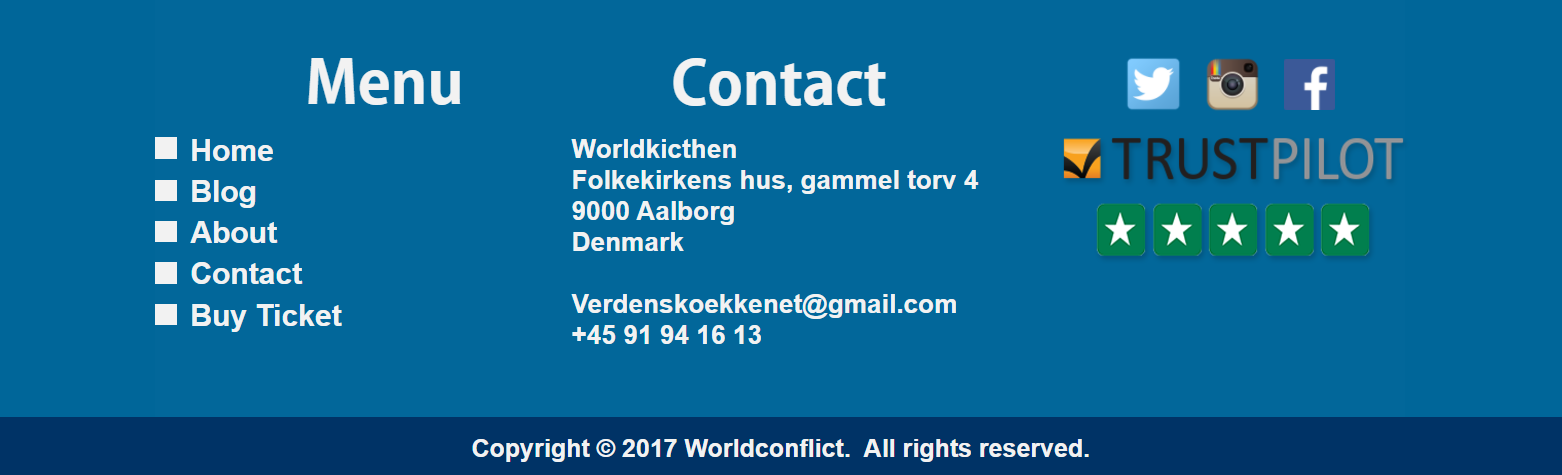 Menu
Home
Blog
About
Contact
Buy Ticket
Contact
Worldkicthen
Folkekirkens hus, gammel torv 4
9000 Aalborg
Denmark
Verdenskoekkenet@gmail.com
+45 91 94 16 13
TRUSTPILOT
Copyright © 2017 Worldconflict.  All rights reserved.